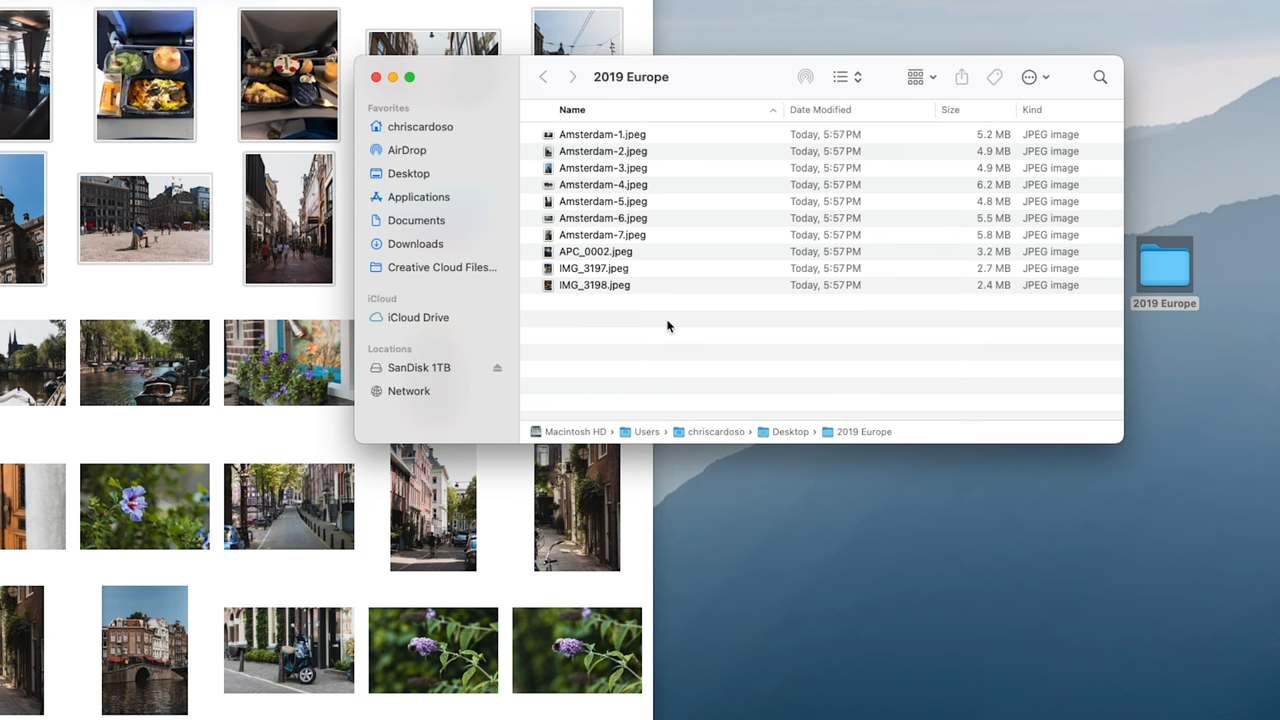 2019 Europe
Favorites
chriscardoso
AirDrop
Desktop
Applications
Documents
Downloads
Creative Cloud Files...
iCloud
iCloud Drive
Locations
SanDisk 1TB
Network
Name Date Modified Size Kind
Amsterdam-1.jpeg Today, 5:57 PM 5.2 MB JPEG image
Amsterdam-2.jpeg Today, 5:57 PM 4.9 MB JPEG image
Amsterdam-3.jpeg Today, 5:57 PM 4.9 MB JPEG image
Amsterdam-4.jpeg Today, 5:57 PM 6.2 MB JPEG image
Amsterdam-5.jpeg Today, 5:57 PM 4.8 MB JPEG image
Amsterdam-6.jpeg Today, 5:57 PM 5.5 MB JPEG image
Amsterdam-7.jpeg Today, 5:57 PM 5.8 MB JPEG image
APC_0002.jpeg Today, 5:57 PM 3.2 MB JPEG image
IMG_3197.jpeg Today, 5:57 PM 2.7 MB JPEG image
IMG_3198.jpeg Today, 5:57 PM 2.4 MB JPEG image
Macintosh HD › Users › chriscardoso › Desktop › 2019 Europe
2019 Europe